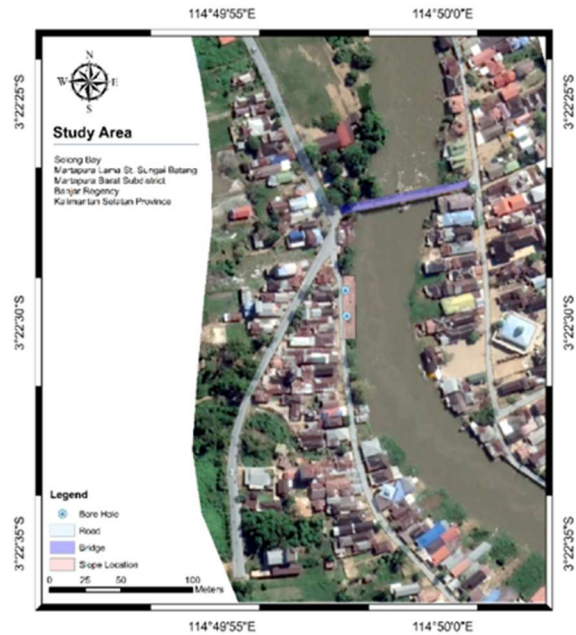 114°49'55"E 114°50'0"E
3°22'25"S 3°22'25"S
N
W E
S
Study Area
Selong Bay
Martapura Lama St. Sungai Batang
Martapura Barat Subdistrict
Banjar Regency
Kalimantan Selatan Province
3°22'30"S 3°22'30"S
Legend
Bore Hole
Road
Bridge
Slope Location
0 25 50 100
Meters
3°22'35"S 3°22'35"S
114°49'55"E 114°50'0"E